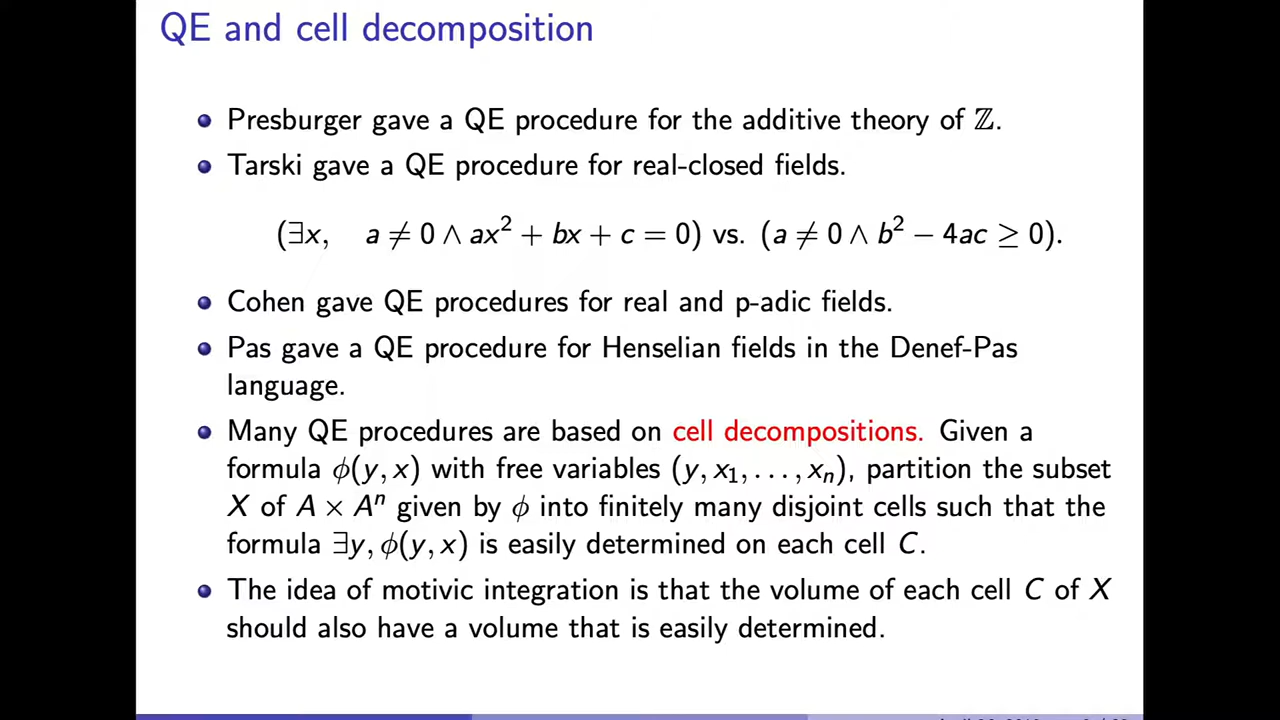 QE and cell decomposition
Presburger gave a QE procedure for the additive theory of ℤ.
Tarski gave a QE procedure for real-closed fields.
(∃x, a ≠ 0 ∧ ax² + bx + c = 0) vs. (a ≠ 0 ∧ b² − 4ac ≥ 0).
Cohen gave QE procedures for real and p-adic fields.
Pas gave a QE procedure for Henselian fields in the Denef-Pas
language.
Many QE procedures are based on cell decompositions. Given a
formula ϕ(y, x) with free variables (y, x₁, . . . , xₙ), partition the subset
X of A × Aⁿ given by ϕ into finitely many disjoint cells such that the
formula ∃y, ϕ(y, x) is easily determined on each cell C.
The idea of motivic integration is that the volume of each cell C of X
should also have a volume that is easily determined.